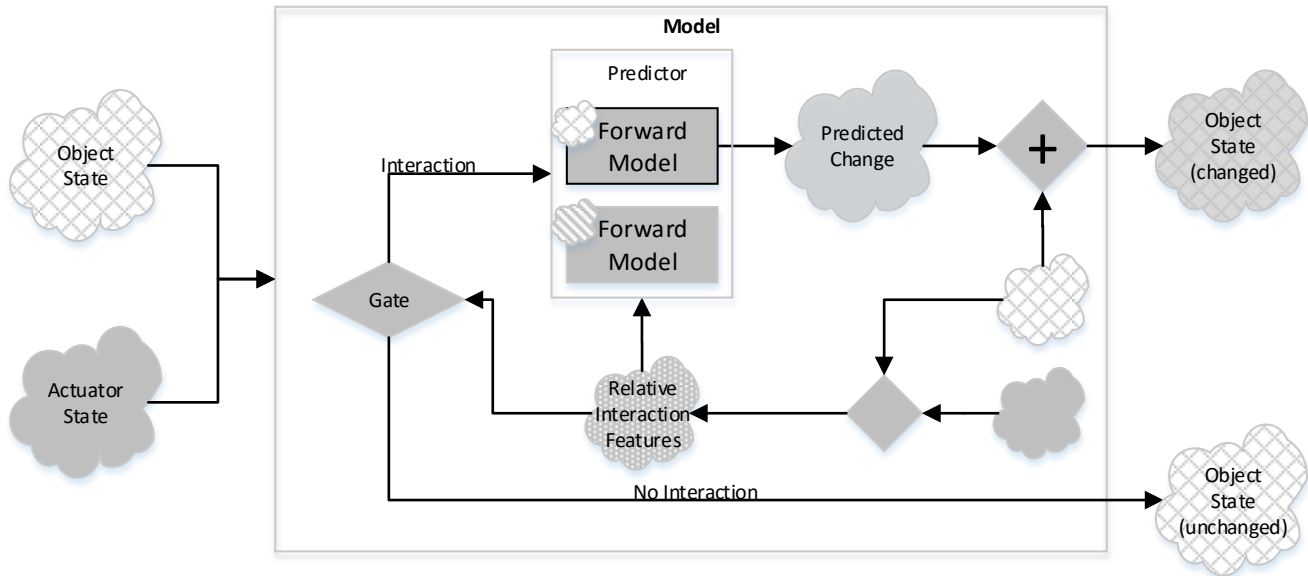 Model
Predictor
Object
State
Forward
Model
Predicted
Change
+
Object
State
(changed)
Interaction
Forward
Model
Gate
Actuator
State
Relative
Interaction
Features
No Interaction
Object
State
(unchanged)